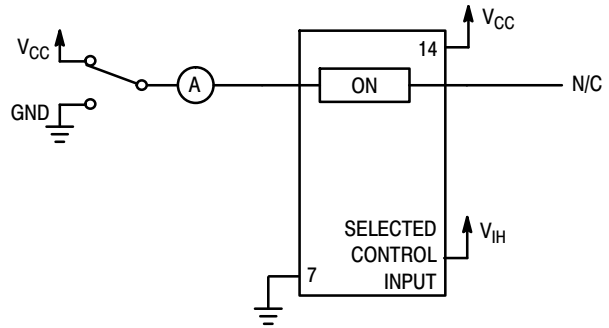 VCC
14
VCC
A
ON
N/C
GND
SELECTED
CONTROL
INPUT
VIH
7